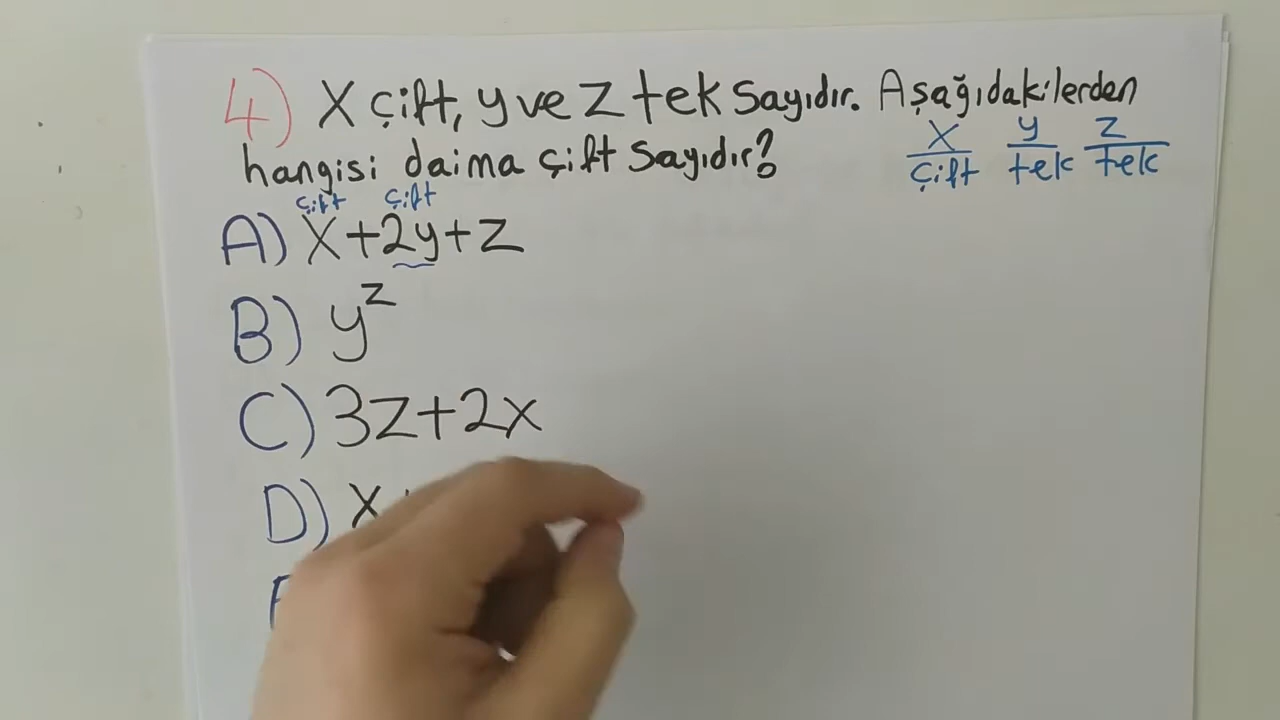 4) X çift, y ve z tek sayıdır. Aşağıdakilerden
hangisi daima çift sayıdır?
x y z
çift tek tek
çift çift
A) x+2y+z
B) y^z
C) 3z+2x
D) x